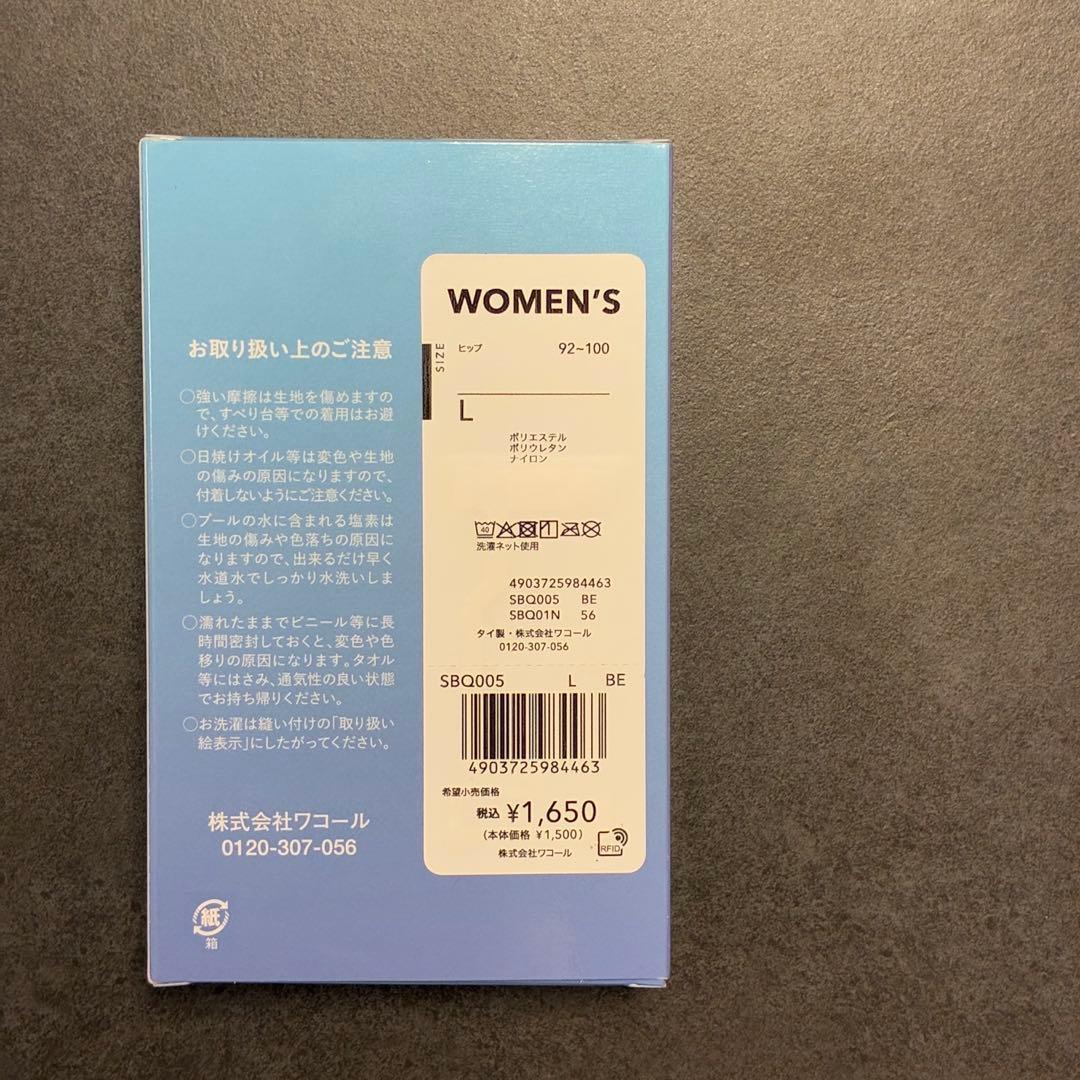 お取り扱い上のご注意
○強い摩擦は生地を傷めますの
で、すべり台等での着用はお避
けください。
○日焼けオイル等は変色や生地
の傷みの原因になりますので、
付着しないようにご注意ください。
○プールの水に含まれる塩素は
生地の傷みや色落ちの原因に
なりますので、出来るだけ早く
水道水でしっかり水洗いしま
しょう。
○濡れたままでビニール等に長
時間密封しておくと、変色や色
移りの原因になります。タオル
等にはさみ、通気性の良い状態
でお持ち帰りください。
○お洗濯は縫い付けの「取り扱い
絵表示」にしたがってください。
株式会社ワコール
0120-307-056
紙
箱
WOMEN'S
SIZE
ヒップ 92~100
L
ポリエステル
ポリウレタン
ナイロン
40
洗濯ネット使用
4903725984463
SBQ005 BE
SBQ01N 56
タイ製・株式会社ワコール
0120-307-056
SBQ005 L BE
4903725984463
希望小売価格
税込 ¥1,650
(本体価格 ¥1,500)
株式会社ワコール
RFID